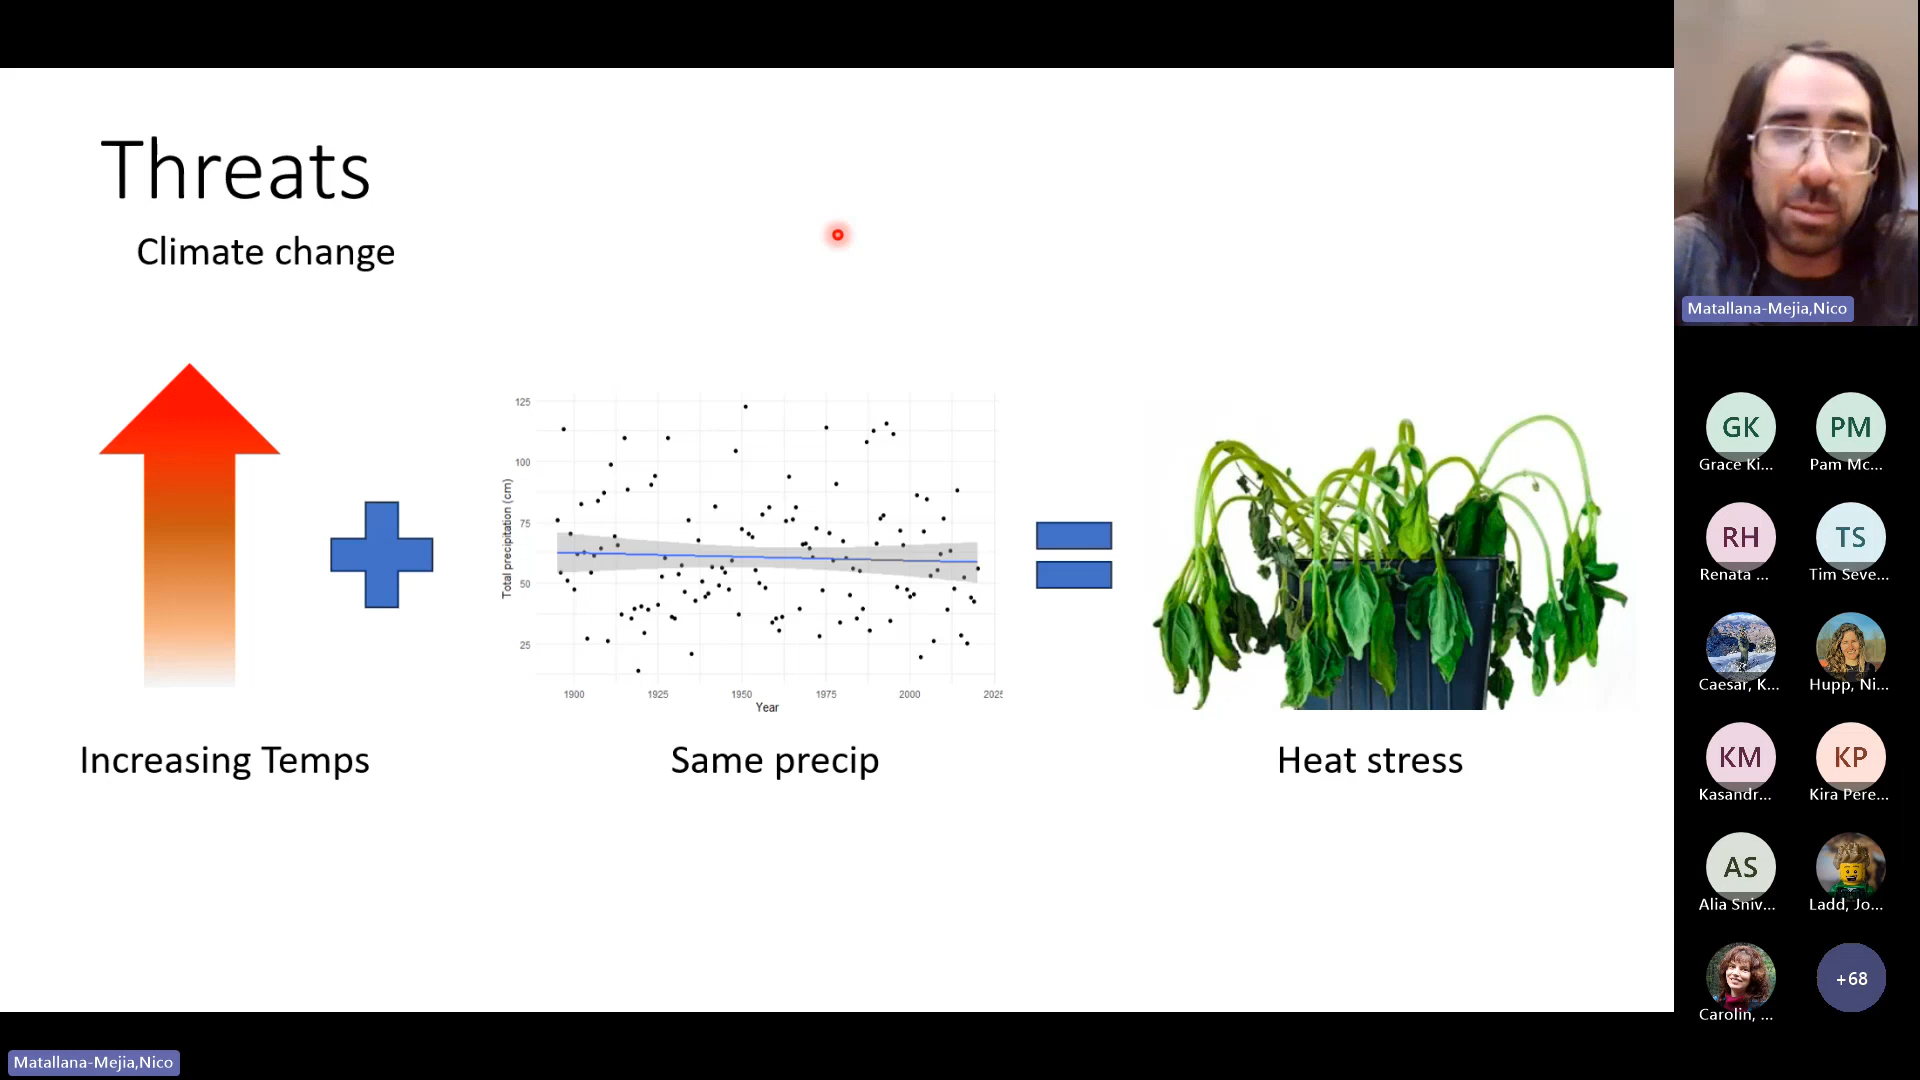 Threats
Climate change
Total precipitation (cm)
125
100
75
50
25
1900 1925 1950 1975 2000 2025
Year
Increasing Temps
Same precip
Heat stress
Matallana-Mejia,Nico
GK
Grace Ki...
PM
Pam Mc...
RH
Renata ...
TS
Tim Seve...
Caesar, K...
Hupp, Ni...
KM
Kasandr...
KP
Kira Pere...
AS
Alia Sniv...
Ladd, Jo...
Carolin, ...
+68
Matallana-Mejia,Nico